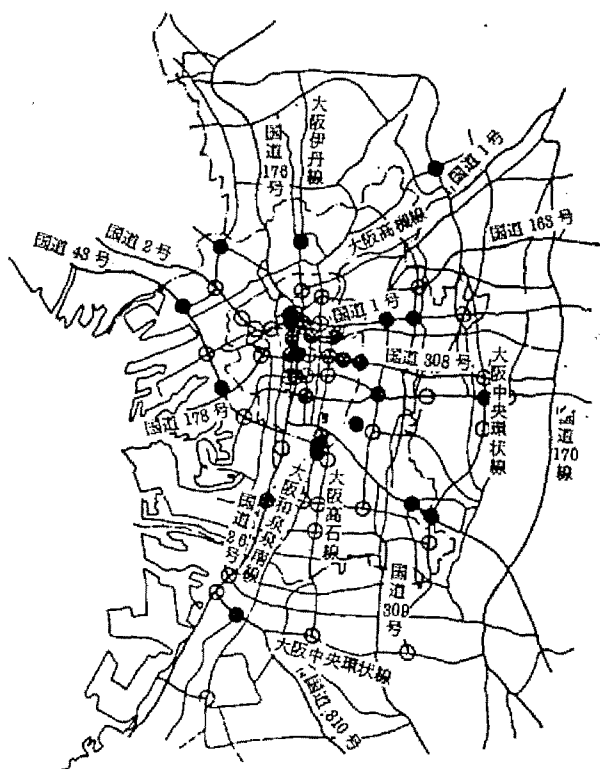 大阪伊丹線
国道176号
国道1号
大阪高槻線
国道2号
国道163号
国道43号
国道1号
国道308号
大阪中央環状線
国道170線
国道178号
大阪和泉泉南線
大阪高石線
国道26号
国道309号
大阪中央環状線
国道310号